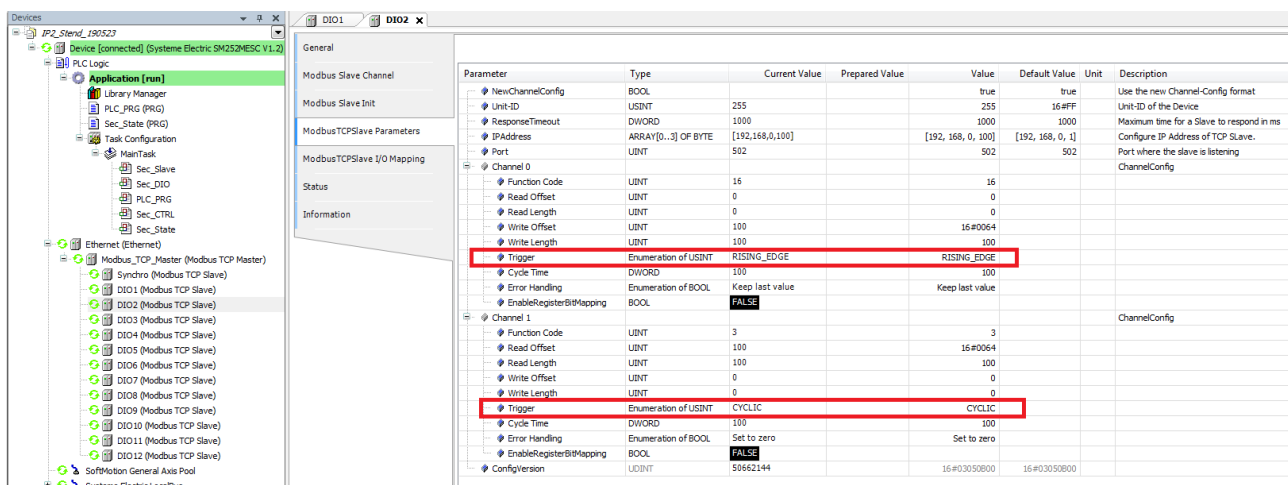 Devices
IP2_Stend_190523
Device [connected] (Systeme Electric SM252MESC V1.2)
PLC Logic
Application [run]
Library Manager
PLC_PRG (PRG)
Sec_State (PRG)
Task Configuration
MainTask
Sec_Slave
Sec_DIO
PLC_PRG
Sec_CTRL
Sec_State
Ethernet (Ethernet)
Modbus_TCP_Master (Modbus TCP Master)
Synchro (Modbus TCP Slave)
DIO1 (Modbus TCP Slave)
DIO2 (Modbus TCP Slave)
DIO3 (Modbus TCP Slave)
DIO4 (Modbus TCP Slave)
DIO5 (Modbus TCP Slave)
DIO6 (Modbus TCP Slave)
DIO7 (Modbus TCP Slave)
DIO8 (Modbus TCP Slave)
DIO9 (Modbus TCP Slave)
DIO10 (Modbus TCP Slave)
DIO11 (Modbus TCP Slave)
DIO12 (Modbus TCP Slave)
SoftMotion General Axis Pool
DIO1 DIO2
General
Modbus Slave Channel
Modbus Slave Init
ModbusTCPSlave Parameters
ModbusTCPSlave I/O Mapping
Status
Information
Parameter Type Current Value Prepared Value Value Default Value Unit Description
NewChannelConfig BOOL true true Use the new Channel-Config format
Unit-ID USINT 255 255 16#FF Unit-ID of the Device
ResponseTimeout DWORD 1000 1000 1000 Maximum time for a Slave to respond in ms
IPAddress ARRAY[0..3] OF BYTE [192,168,0,100] [192, 168, 0, 100] [192, 168, 0, 1] Configure IP Address of TCP SLave.
Port UINT 502 502 502 Port where the slave is listening
Channel 0 ChannelConfig
Function Code UINT 16 16
Read Offset UINT 0 0
Read Length UINT 0 0
Write Offset UINT 100 16#0064
Write Length UINT 100 100
Trigger Enumeration of USINT RISING_EDGE RISING_EDGE
Cycle Time DWORD 100 100
Error Handling Enumeration of BOOL Keep last value Keep last value
EnableRegisterBitMapping BOOL FALSE
Channel 1 ChannelConfig
Function Code UINT 3 3
Read Offset UINT 100 16#0064
Read Length UINT 100 100
Write Offset UINT 0 0
Write Length UINT 0 0
Trigger Enumeration of USINT CYCLIC CYCLIC
Cycle Time DWORD 100 100
Error Handling Enumeration of BOOL Set to zero Set to zero
EnableRegisterBitMapping BOOL FALSE
ConfigVersion UDINT 50662144 16#03050B00 16#03050B00